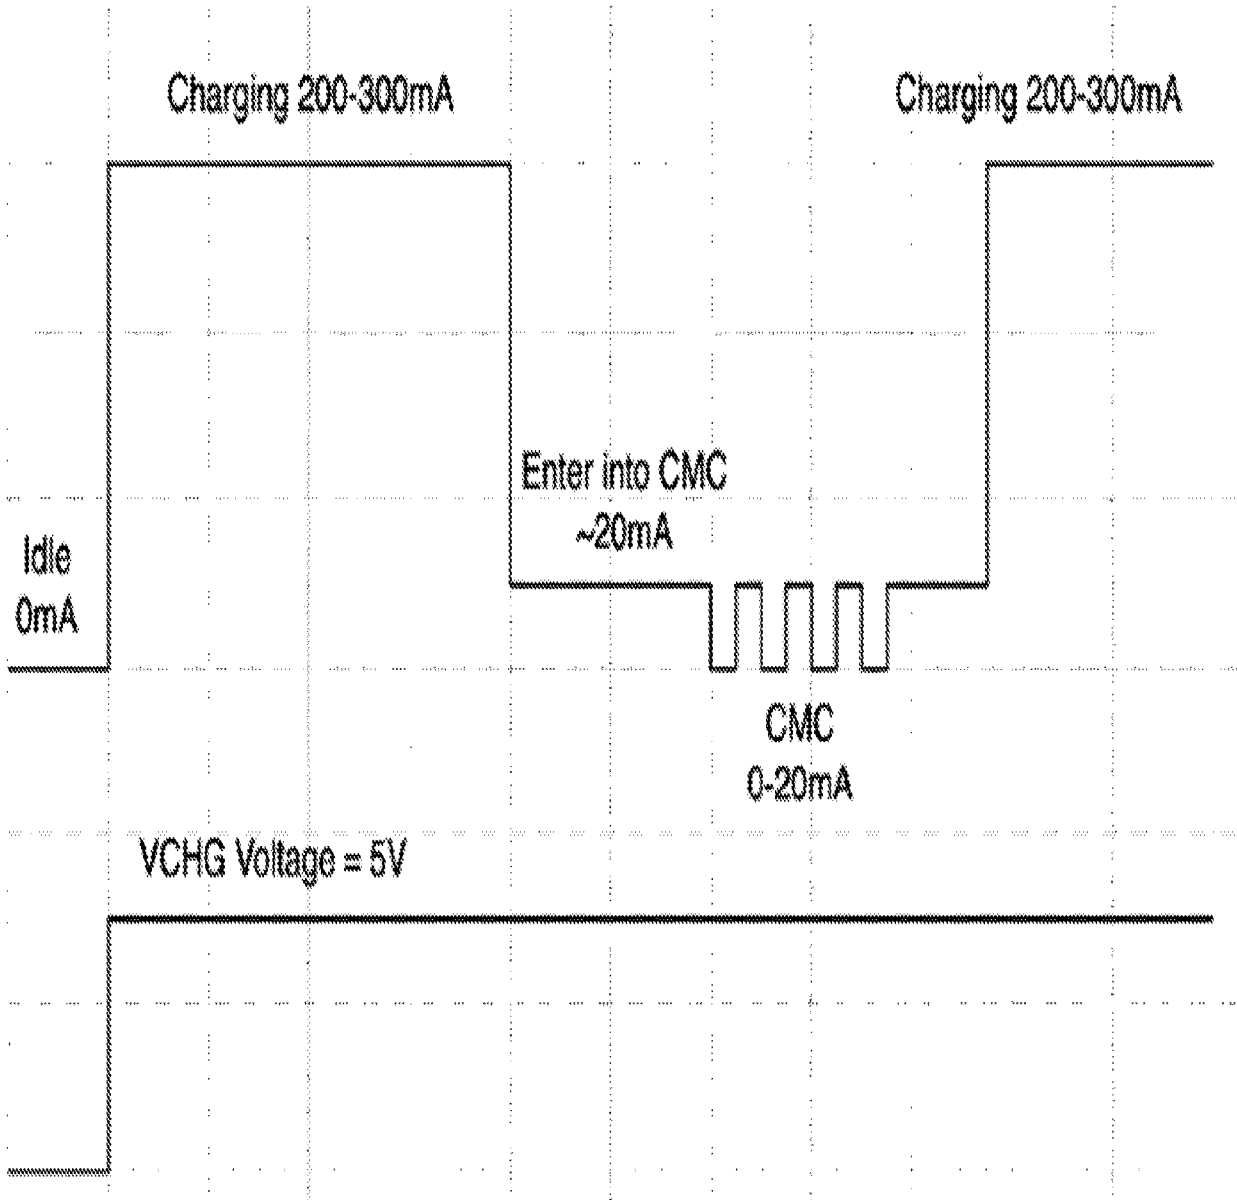 Charging 200-300mA
Charging 200-300mA
Enter into CMC
~20mA
Idle
0mA
CMC
0-20mA
VCHG Voltage = 5V